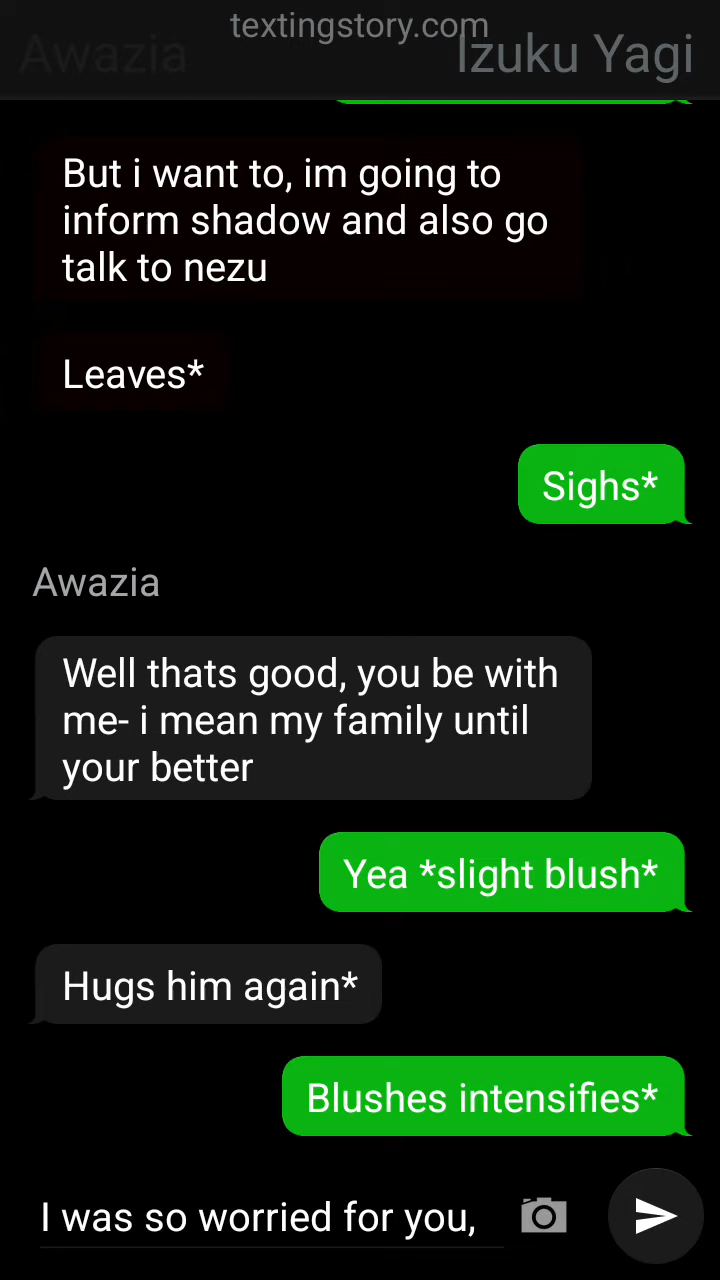 textingstory.com
Awazia Izuku Yagi
But i want to, im going to
inform shadow and also go
talk to nezu
Leaves*
Sighs*
Awazia
Well thats good, you be with
me- i mean my family until
your better
Yea *slight blush*
Hugs him again*
Blushes intensifies*
I was so worried for you,